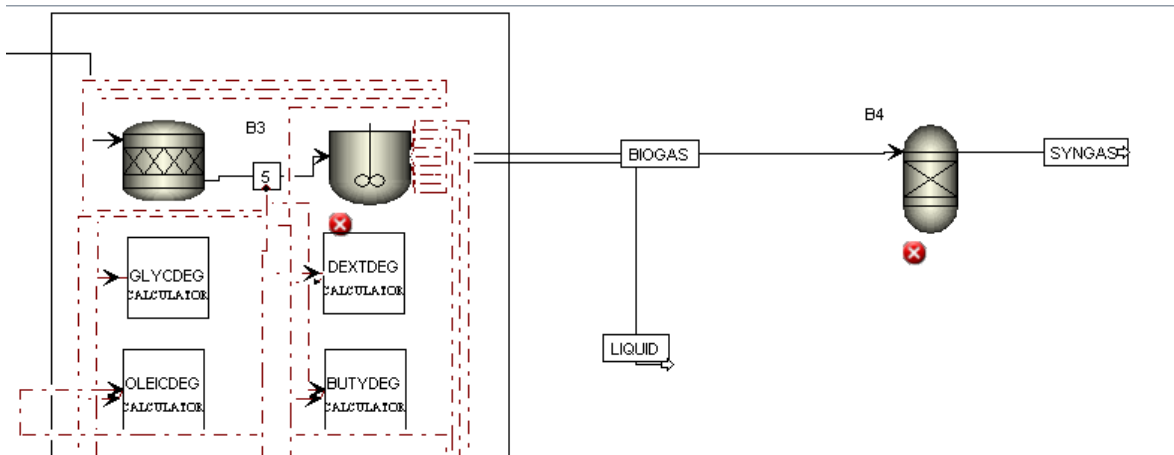 B3
B4
5
BIOGAS
SYNGAS
GLYCDEG
CALCULATOR
DEXTDEG
CALCULATOR
LIQUID
OLEICDEG
CALCULATOR
BUTYDEG
CALCULATOR